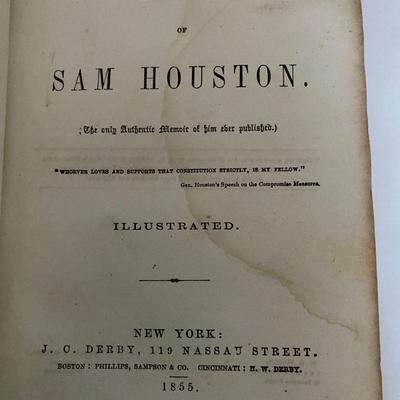 OF
SAM HOUSTON.
(The only Authentic Memoir of him ever published.)
"WHOEVER LOVES AND SUPPORTS THAT CONSTITUTION STRICTLY, IS MY FELLOW."
Gen. Houston's Speech on the Compromise Measures.
ILLUSTRATED.
NEW YORK:
J. C. DERBY, 119 NASSAU STREET.
BOSTON: PHILLIPS, SAMPSON & CO. CINCINNATI: H. W. DERBY.
1855.